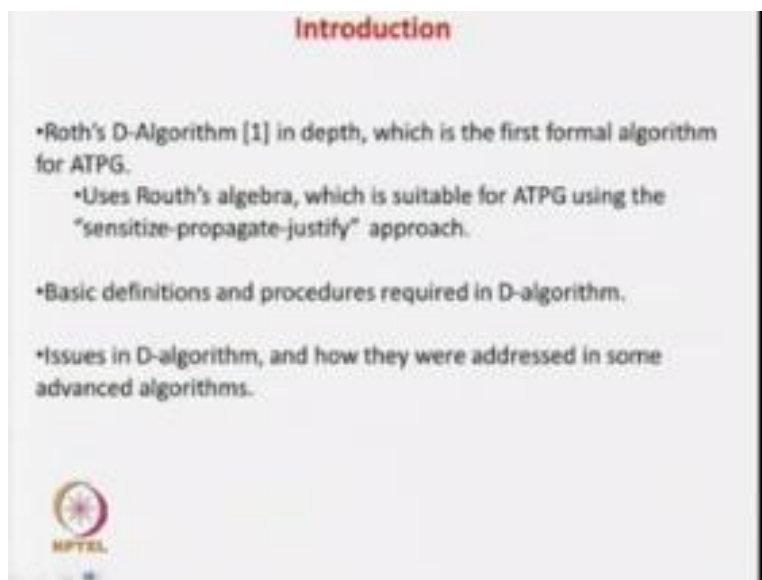 Introduction
•Roth's D-Algorithm [1] in depth, which is the first formal algorithm
for ATPG.
•Uses Routh's algebra, which is suitable for ATPG using the
"sensitize-propagate-justify" approach.
•Basic definitions and procedures required in D-algorithm.
•Issues in D-algorithm, and how they were addressed in some
advanced algorithms.
NPTEL